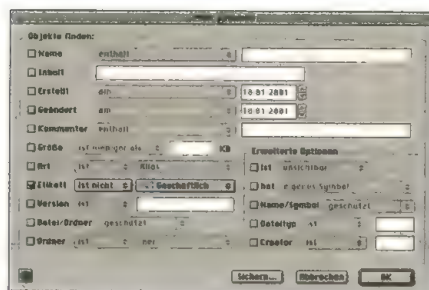 Objekte finden:
Name enthält
Inhalt
Erstellt am 18.01.2001
Geändert am 18.01.2001
Kommentar enthält
Größe ist weniger als KB
Erweiterte Optionen
Art ist Alias
Ist unsichtbar
Etikett ist nicht Geschäftlich
hat eigenes Symbol
Version ist
Name/Symbol geschützt
Datei/Ordner geschützt
Dateityp ist
Ordner ist
Creator ist
Sichern... Abbrechen OK